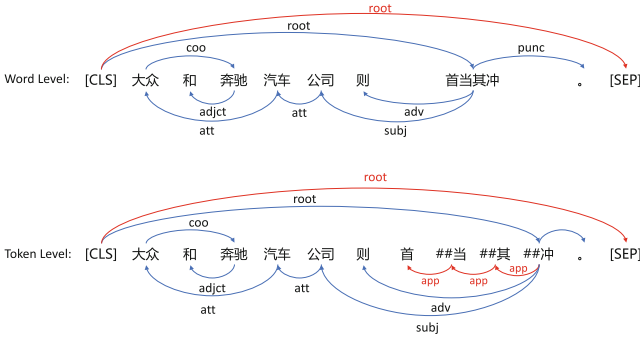 root
root
coo punc
Word Level: [CLS] 大众 和 奔驰 汽车 公司 则 首当其冲 。 [SEP]
adjct att adv
att subj
root
root
coo
Token Level: [CLS] 大众 和 奔驰 汽车 公司 则 首 ##当 ##其 ##冲 。 [SEP]
app app app
adjct att
att adv
subj